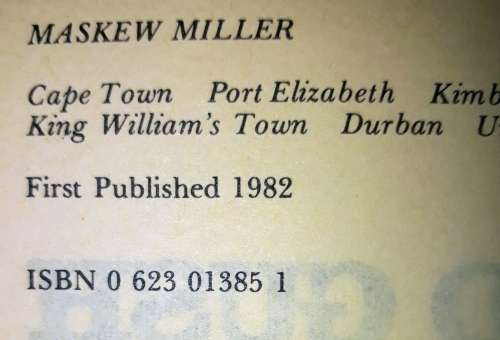 MASKEW MILLER
Cape Town Port Elizabeth Kimb
King William's Town Durban U
First Published 1982
ISBN 0 623 01385 1